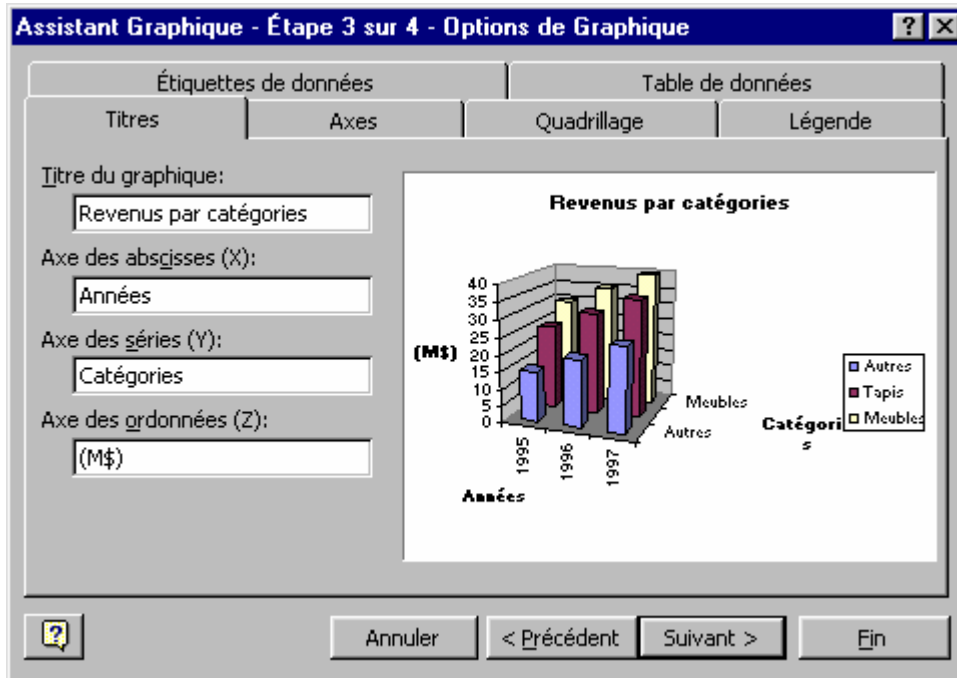 Assistant Graphique - Étape 3 sur 4 - Options de Graphique
Étiquettes de données
Table de données
Titres
Axes
Quadrillage
Légende
Titre du graphique:
Revenus par catégories
Axe des abscisses (X):
Années
Axe des séries (Y):
Catégories
Axe des ordonnées (Z):
(M$)
Revenus par catégories
40
35
30
25
20
15
10
5
0
(M$)
1995
1996
1997
Années
Meubles
Autres
Catégori
s
Autres
Tapis
Meubles
?
Annuler
< Précédent
Suivant >
Fin